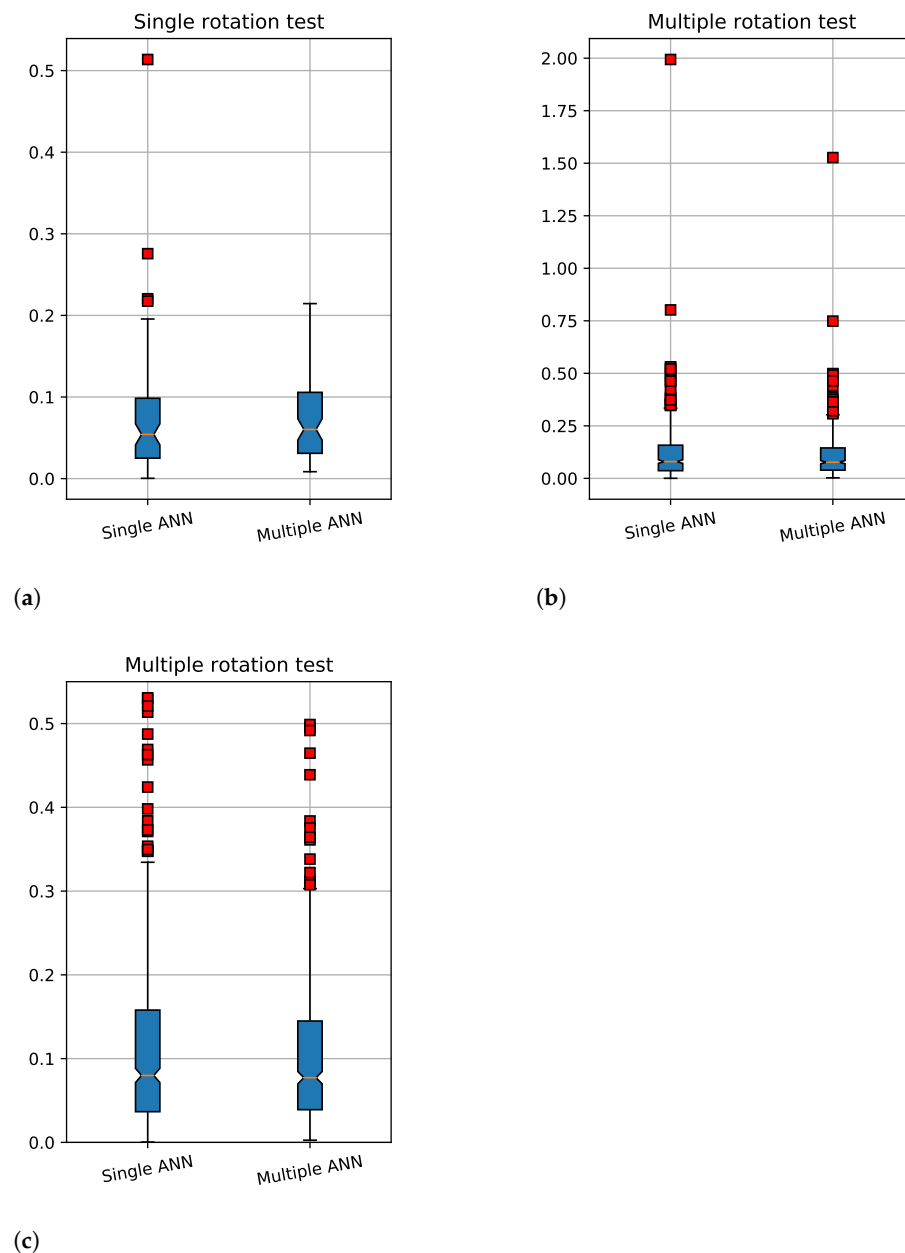 Single rotation test
0.5
0.4
0.3
0.2
0.1
0.0
Single ANN
Multiple ANN
(a)
Multiple rotation test
2.00
1.75
1.50
1.25
1.00
0.75
0.50
0.25
0.00
Single ANN
Multiple ANN
(b)
Multiple rotation test
0.5
0.4
0.3
0.2
0.1
0.0
Single ANN
Multiple ANN
(c)